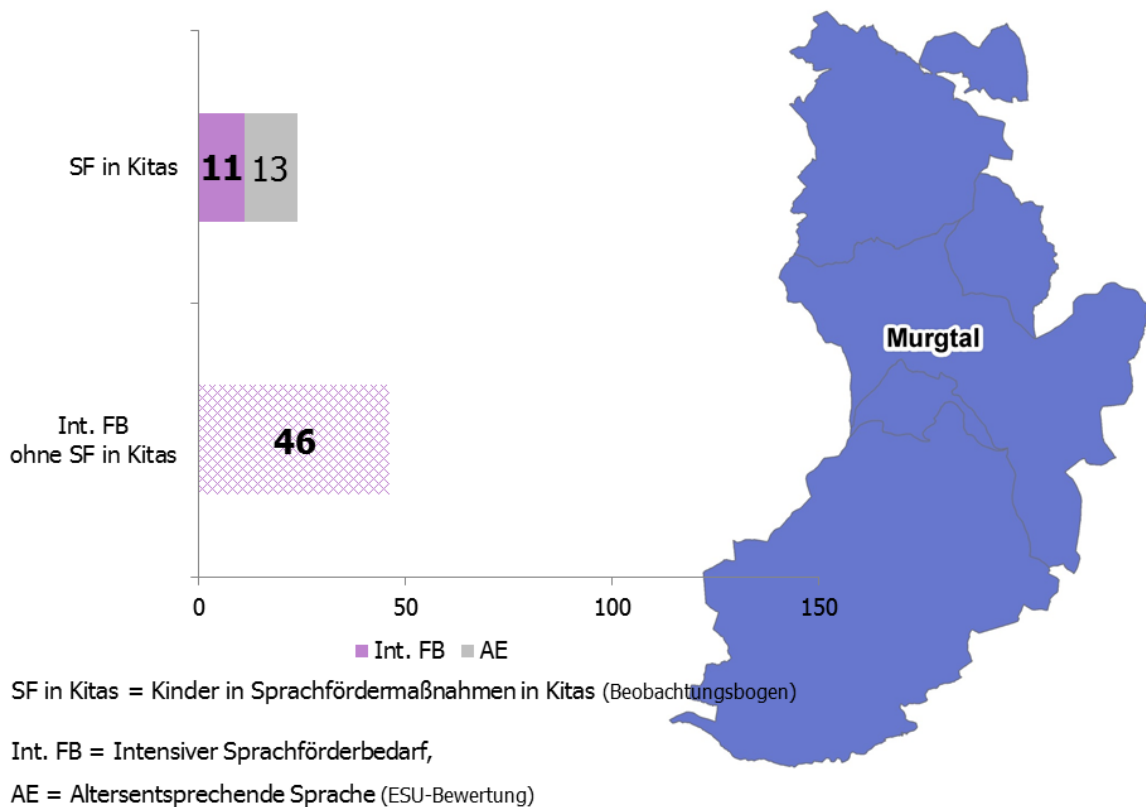 SF in Kitas
11 13
Int. FB
ohne SF in Kitas
46
Murgtal
0 50 100 150
Int. FB AE
SF in Kitas = Kinder in Sprachfördermaßnahmen in Kitas (Beobachtungsbogen)
Int. FB = Intensiver Sprachförderbedarf,
AE = Altersentsprechende Sprache (ESU-Bewertung)